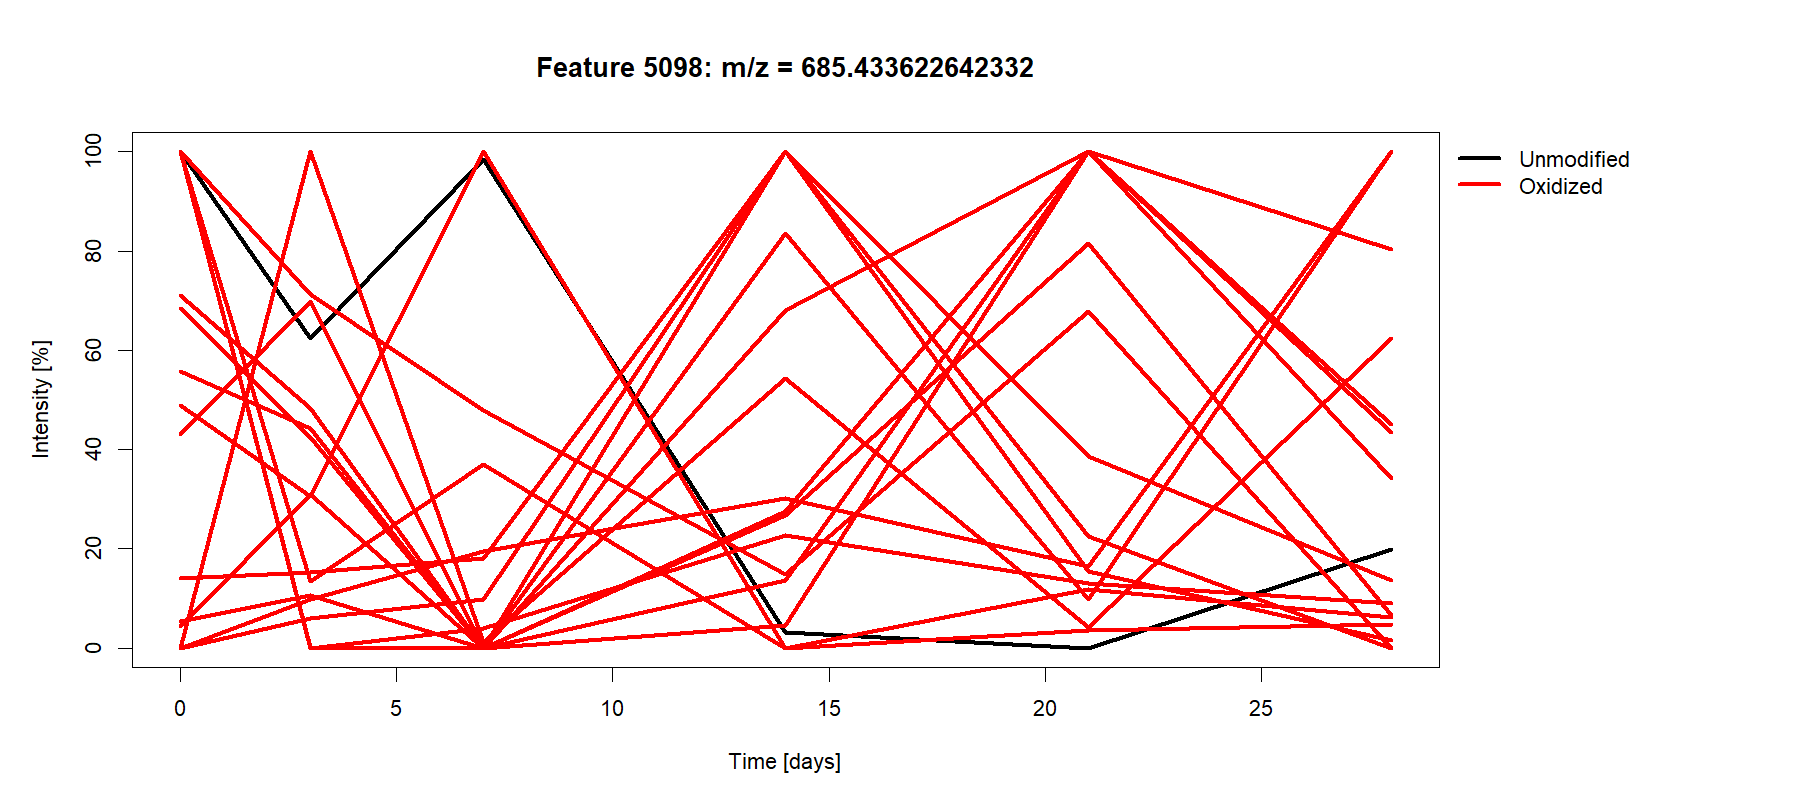 Feature 5098: m/z = 685.433622642332
Unmodified
Oxidized
Intensity [%]
100
80
60
40
20
0
0 5 10 15 20 25
Time [days]